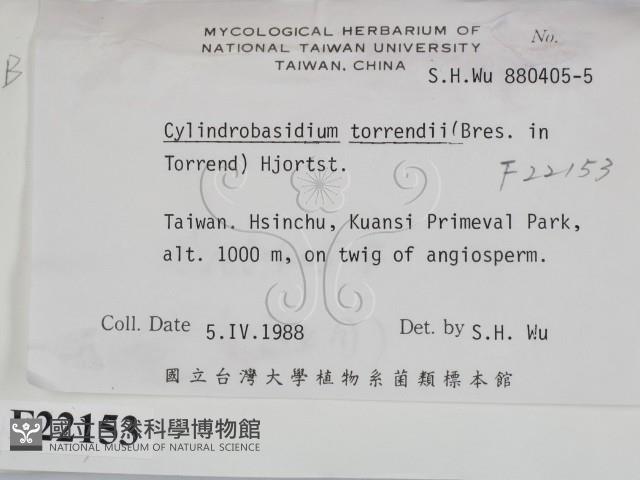 MYCOLOGICAL HERBARIUM OF
NATIONAL TAIWAN UNIVERSITY
TAIWAN, CHINA
No.
S.H.Wu 880405-5
B
Cylindrobasidium torrendii(Bres. in
Torrend) Hjortst.
F22153
Taiwan. Hsinchu, Kuansi Primeval Park,
alt. 1000 m, on twig of angiosperm.
Coll. Date 5.IV.1988 Det. by S.H. Wu
國立台灣大學植物系菌類標本館
F22153
國立自然科學博物館
NATIONAL MUSEUM OF NATURAL SCIENCE